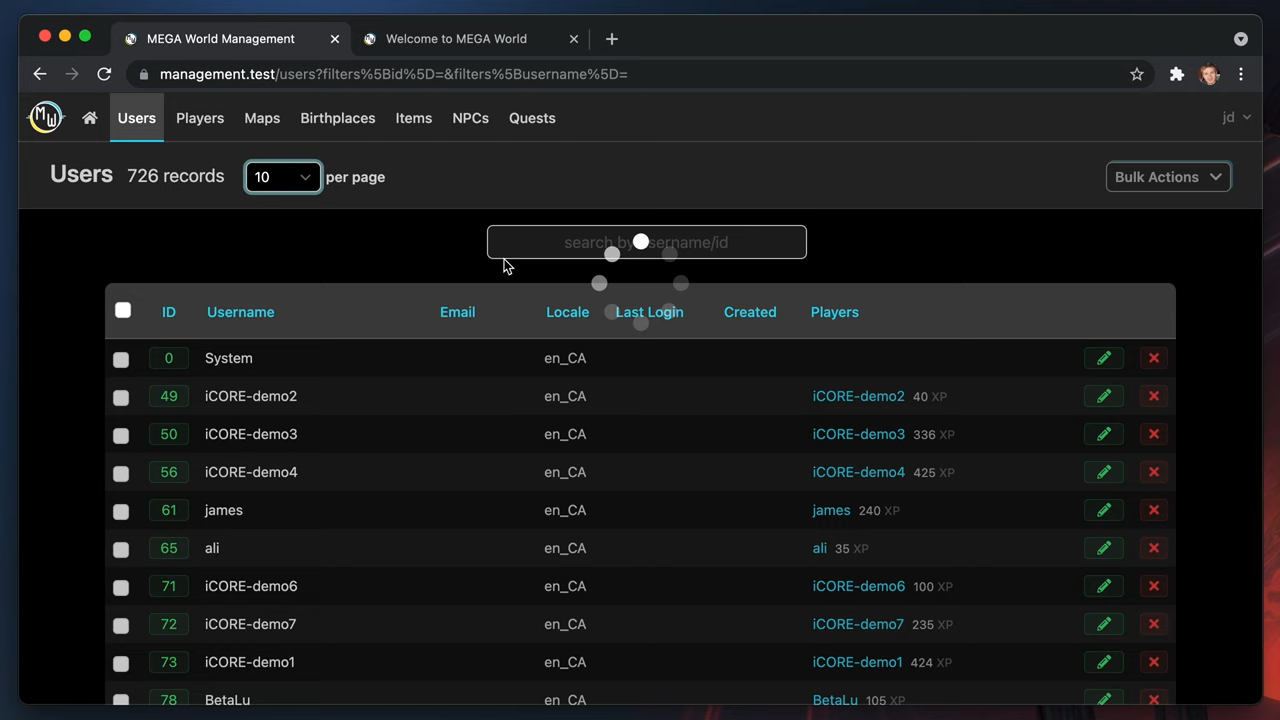 MEGA World Management
Welcome to MEGA World
management.test/users?filters%5Bid%5D=&filters%5Busername%5D=
MW
Users
Players
Maps
Birthplaces
Items
NPCs
Quests
jd
Users 726 records 10 per page
Bulk Actions
search by username/id
ID Username Email Locale Last Login Created Players
0 System en_CA
49 iCORE-demo2 en_CA iCORE-demo2 40 XP
50 iCORE-demo3 en_CA iCORE-demo3 336 XP
56 iCORE-demo4 en_CA iCORE-demo4 425 XP
61 james en_CA james 240 XP
65 ali en_CA ali 35 XP
71 iCORE-demo6 en_CA iCORE-demo6 100 XP
72 iCORE-demo7 en_CA iCORE-demo7 235 XP
73 iCORE-demo1 en_CA iCORE-demo1 424 XP
78 BetaLu en_CA BetaLu 105 XP